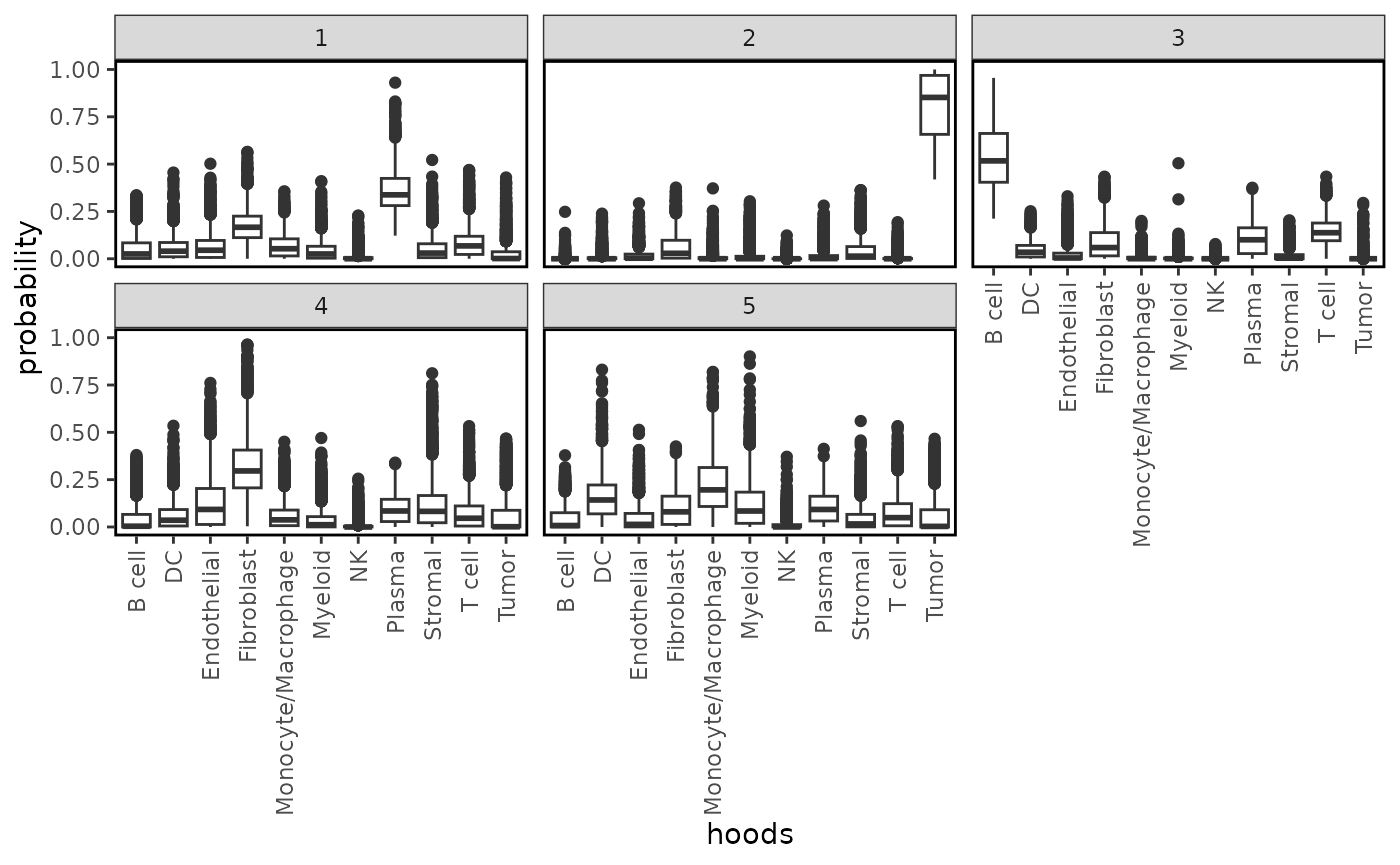 1 2 3
1.00
0.75
0.50
0.25
0.00
4 5
1.00
0.75
0.50
0.25
0.00
probability
B cell DC Endothelial Fibroblast Monocyte/Macrophage Myeloid NK Plasma Stromal T cell Tumor
B cell DC Endothelial Fibroblast Monocyte/Macrophage Myeloid NK Plasma Stromal T cell Tumor
B cell DC Endothelial Fibroblast Monocyte/Macrophage Myeloid NK Plasma Stromal T cell Tumor
hoods